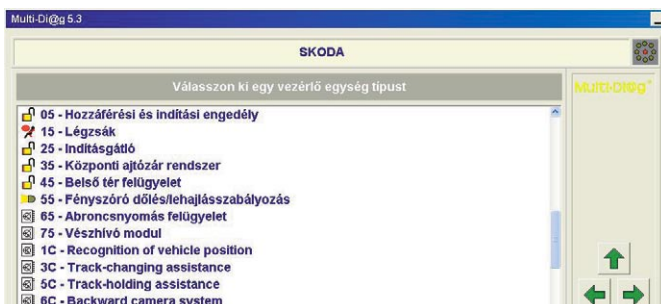 Multi-Di@g 5.3
SKODA
Válasszon ki egy vezérlő egység típust
Multi-Di@g®
05 - Hozzáférési és indítási engedély
15 - Légzsák
25 - Indításgátló
35 - Központi ajtózár rendszer
45 - Belső tér felügyelet
55 - Fényszóró dőlés/lehajlásszabályozás
65 - Abroncsnyomás felügyelet
75 - Vészhívó modul
1C - Recognition of vehicle position
3C - Track-changing assistance
5C - Track-holding assistance
6C - Backward camera system